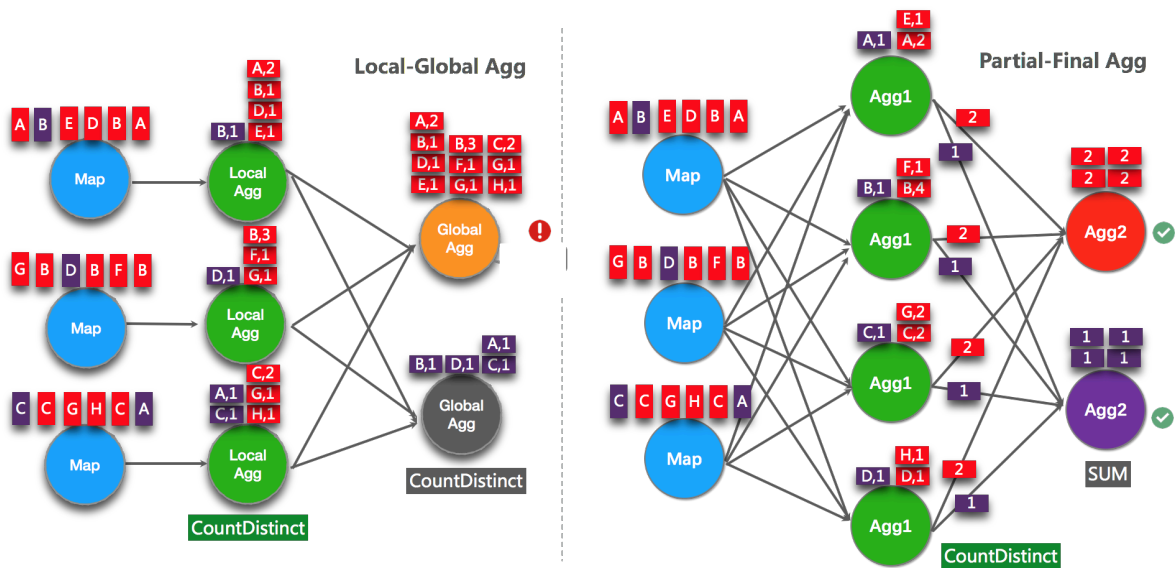 Local-Global Agg
A B E D B A
Map
A,2
B,1
D,1
B,1 E,1
Local
Agg
G B D B F B
Map
B,3
F,1
D,1 G,1
Local
Agg
C C G H C A
Map
C,2
A,1 G,1
C,1 H,1
Local
Agg
CountDistinct
A,2
B,1 B,3 C,2
D,1 F,1 G,1
E,1 G,1 H,1
Global
Agg
A,1
B,1 D,1 C,1
Global
Agg
CountDistinct
Partial-Final Agg
A B E D B A
Map
G B D B F B
Map
C C G H C A
Map
E,1
A,1 A,2
Agg1
F,1
B,1 B,4
Agg1
G,2
C,1 C,2
Agg1
H,1
D,1 D,1
Agg1
CountDistinct
2
1
2
1
2
1
2
1
2 2
2 2
Agg2
1 1
1 1
Agg2
SUM